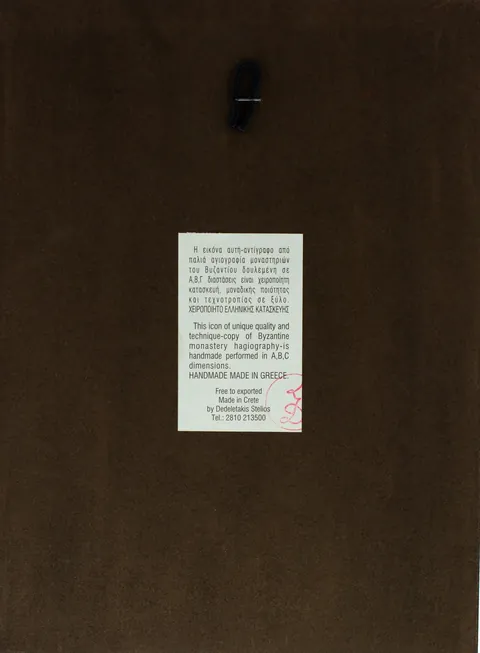 Η εικόνα αυτή-αντίγραφο από
παλιά αγιογραφία μοναστηριών
του Βυζαντίου δουλεμένη σε
Α,Β,Γ διαστάσεις είναι χειροποίητη
κατασκευή, μοναδικής ποιότητας
και τεχνοτροπίας σε ξύλο.
ΧΕΙΡΟΠΟΙΗΤΟ ΕΛΛΗΝΙΚΗΣ ΚΑΤΑΣΚΕΥΗΣ
This icon of unique quality and
technique-copy of Byzantine
monastery hagiography-is
handmade performed in A,B,C
dimensions.
HANDMADE MADE IN GREECE.
Free to exported
Made in Crete
by Dedeletakis Stelios
Tel.: 2810 213500